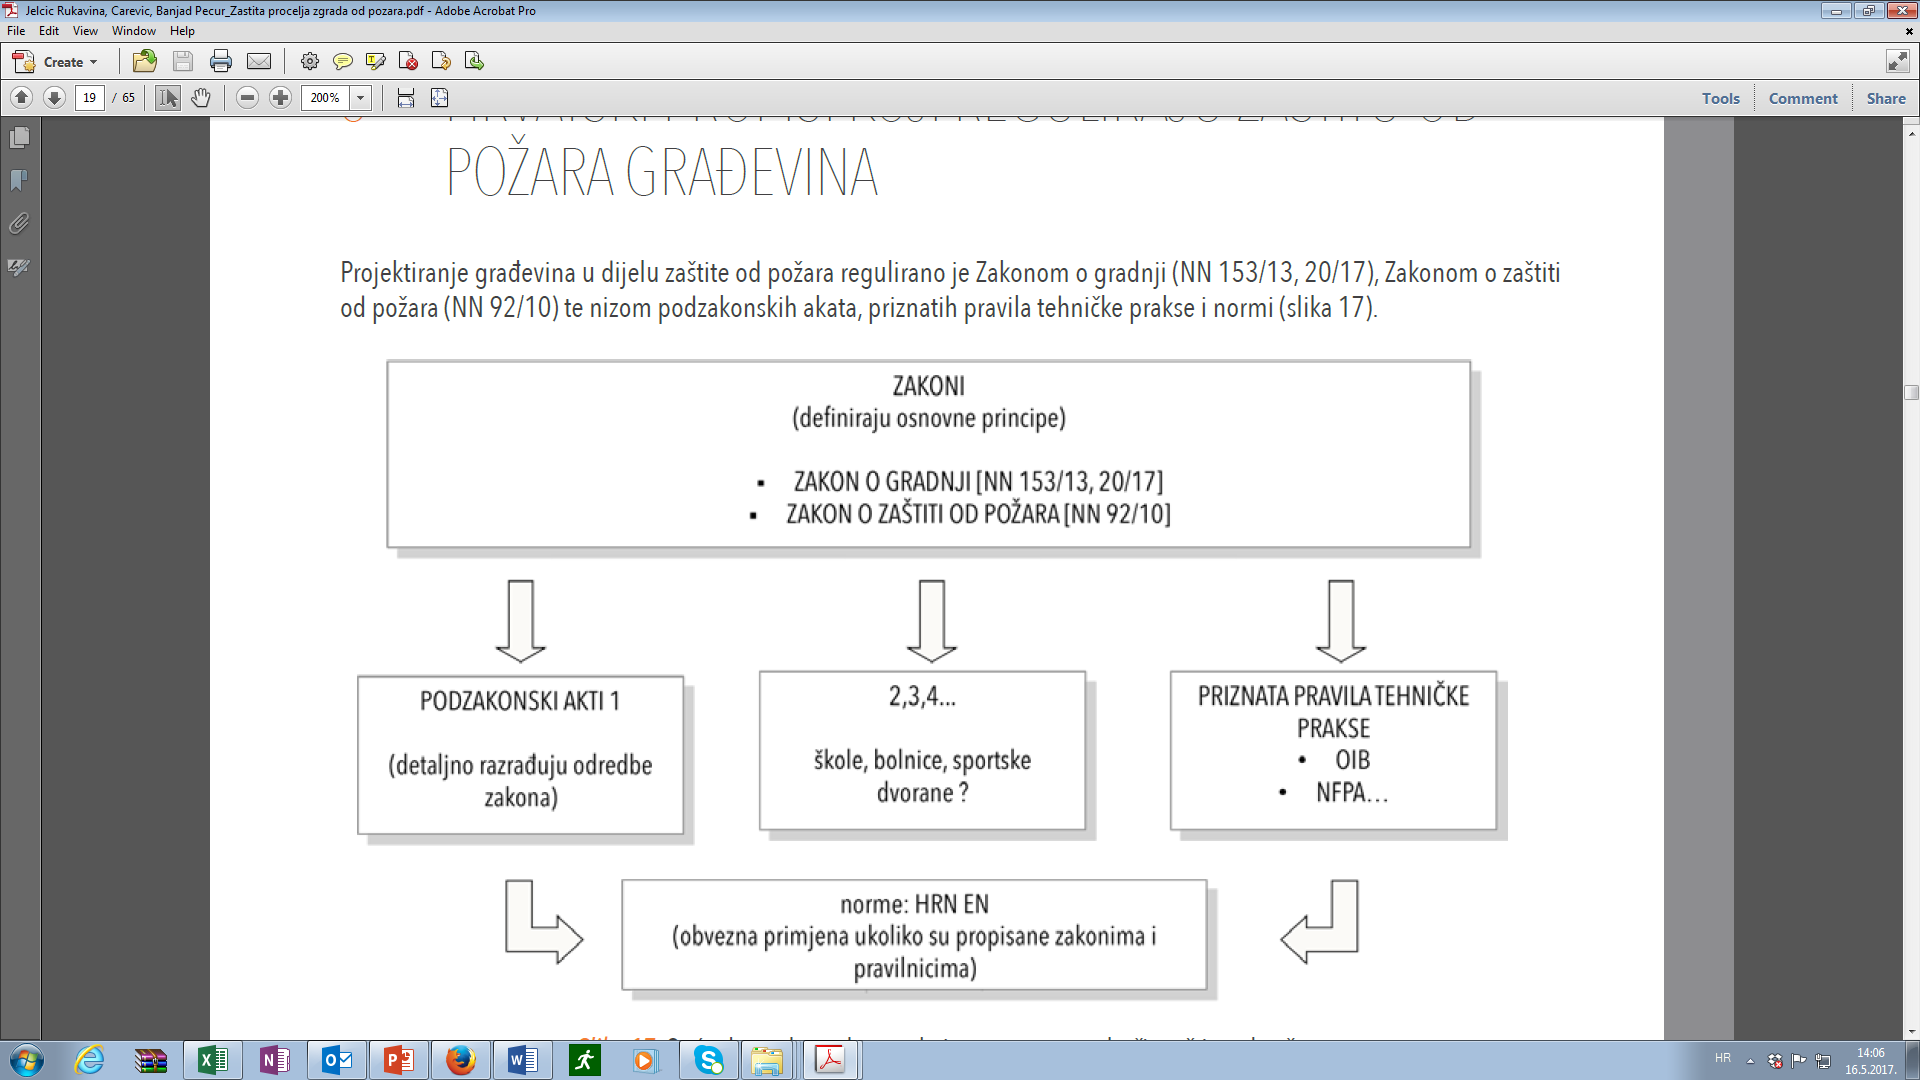 Jelcic Rukavina, Carevic, Banjad Pecur_Zastita procelja zgrada od pozara.pdf - Adobe Acrobat Pro
File Edit View Window Help
Create
19 / 65 200% Tools Comment Share
POŽARA GRAĐEVINA
Projektiranje građevina u dijelu zaštite od požara regulirano je Zakonom o gradnji (NN 153/13, 20/17), Zakonom o zaštiti
od požara (NN 92/10) te nizom podzakonskih akata, priznatih pravila tehničke prakse i normi (slika 17).
ZAKONI
(definiraju osnovne principe)
▪ ZAKON O GRADNJI [NN 153/13, 20/17]
▪ ZAKON O ZAŠTITI OD POŽARA [NN 92/10]
PODZAKONSKI AKTI 1
(detaljno razrađuju odredbe
zakona)
2,3,4...
škole, bolnice, sportske
dvorane ?
PRIZNATA PRAVILA TEHNIČKE
PRAKSE
• OIB
• NFPA...
norme: HRN EN
(obvezna primjena ukoliko su propisane zakonima i
pravilnicima)
HR
14:06
16.5.2017.